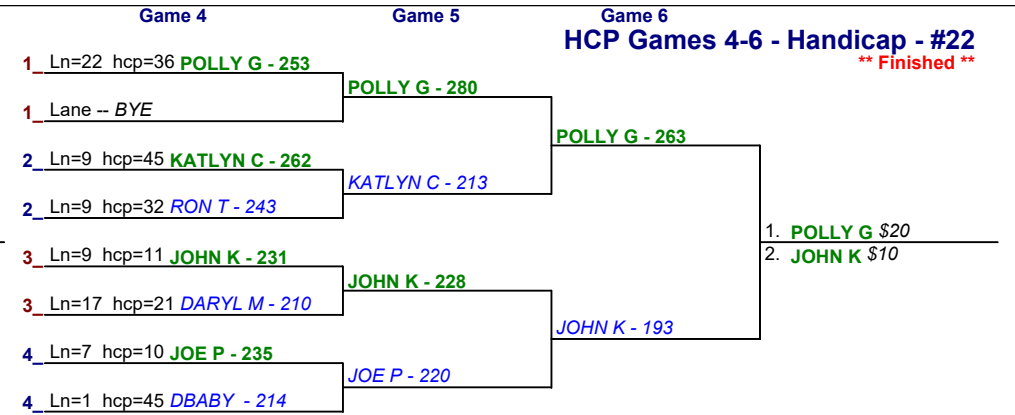 Game 4 Game 5 Game 6
HCP Games 4-6 - Handicap - #22
** Finished **
1_ Ln=22 hcp=36 POLLY G - 253
POLLY G - 280
1_ Lane -- BYE
POLLY G - 263
2_ Ln=9 hcp=45 KATLYN C - 262
KATLYN C - 213
2_ Ln=9 hcp=32 RON T - 243
1. POLLY G $20
2. JOHN K $10
3_ Ln=9 hcp=11 JOHN K - 231
JOHN K - 228
3_ Ln=17 hcp=21 DARYL M - 210
JOHN K - 193
4_ Ln=7 hcp=10 JOE P - 235
JOE P - 220
4_ Ln=1 hcp=45 DBABY - 214